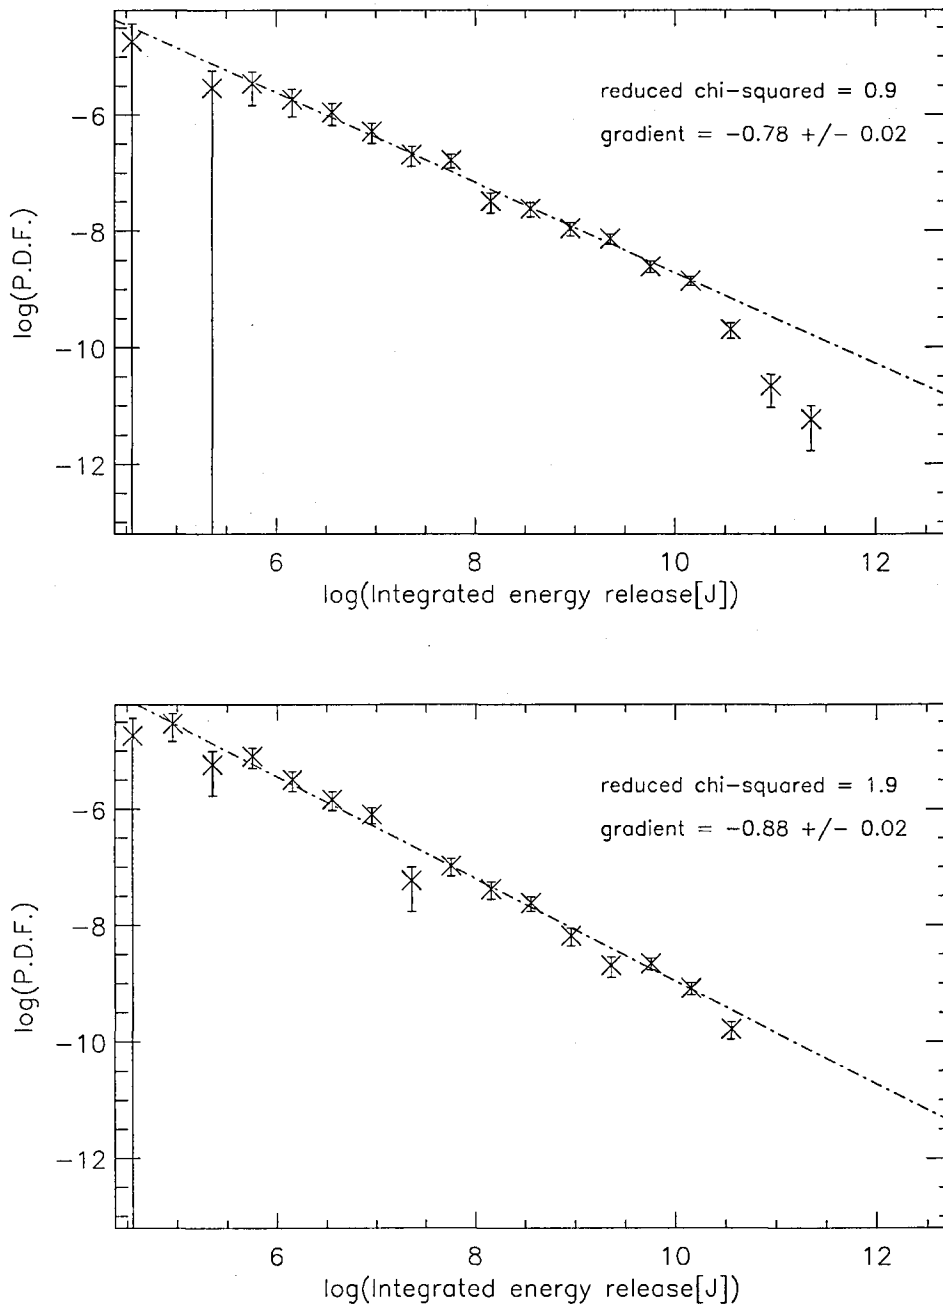 reduced chi-squared = 0.9
gradient = -0.78 +/- 0.02
log(P.D.F.)
-6
-8
-10
-12
6
8
10
12
log(Integrated energy release[J])
reduced chi-squared = 1.9
gradient = -0.88 +/- 0.02
log(P.D.F.)
-6
-8
-10
-12
6
8
10
12
log(Integrated energy release[J])